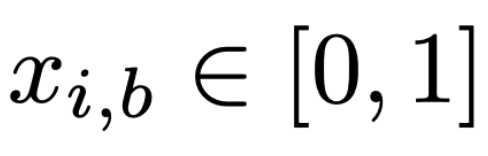 x_{i,b} ∈ [0, 1]